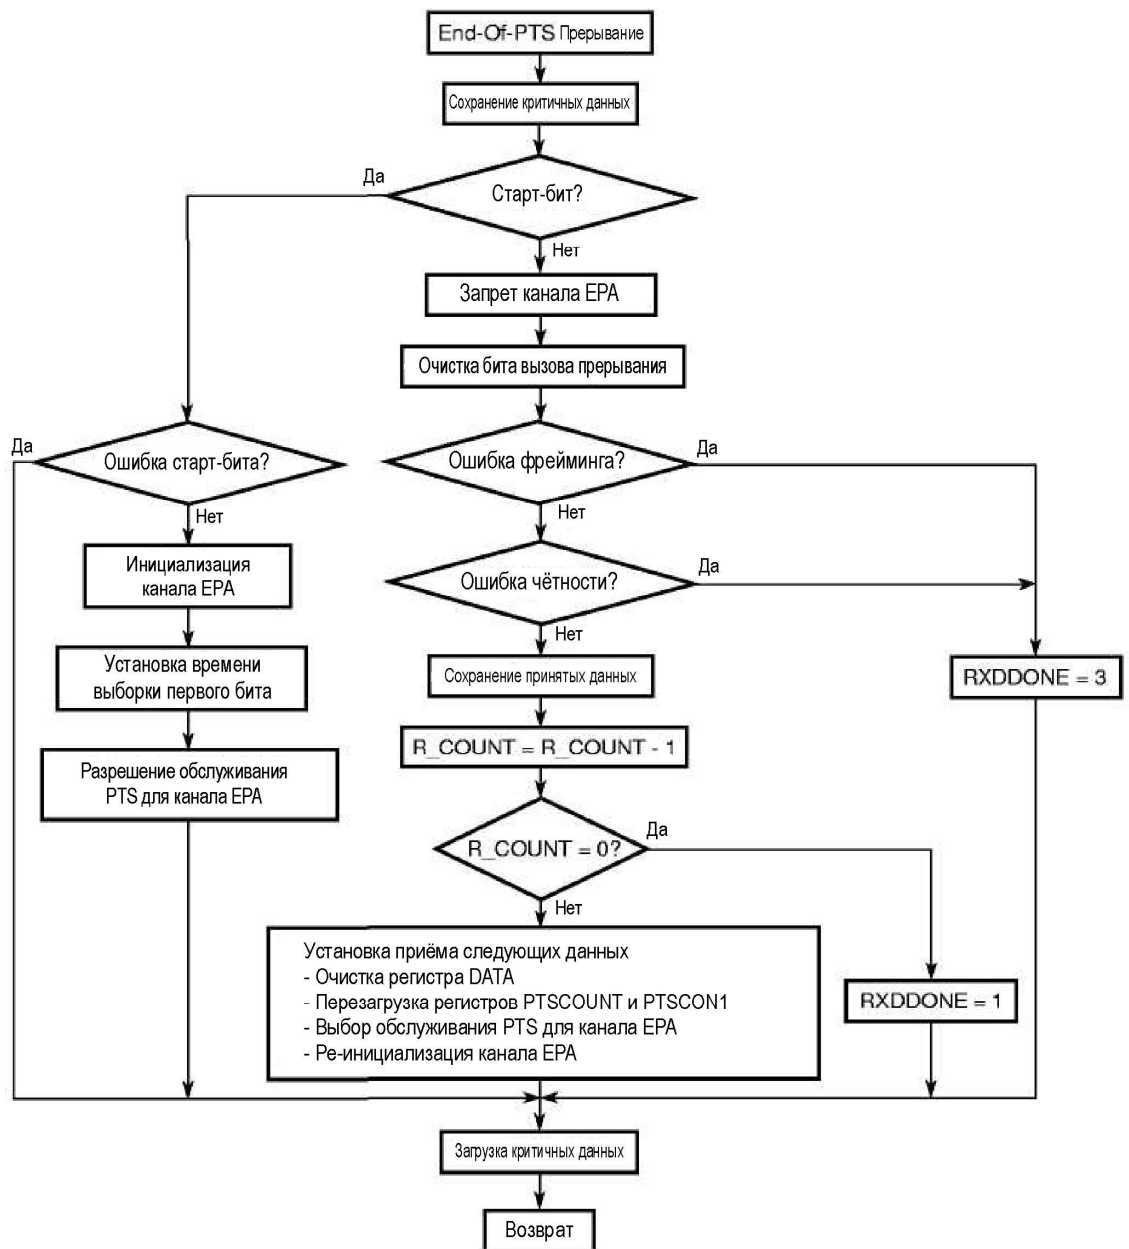 End-Of-PTS Прерывание
Сохранение критичных данных
Да
Старт-бит?
Нет
Запрет канала EPA
Очистка бита вызова прерывания
Да
Ошибка старт-бита?
Нет
Ошибка фрейминга?
Да
Нет
Инициализация
канала EPA
Ошибка чётности?
Да
Нет
Установка времени
выборки первого бита
Сохранение принятых данных
RXDDONE = 3
R_COUNT = R_COUNT - 1
Разрешение обслуживания
PTS для канала EPA
R_COUNT = 0?
Да
Нет
Установка приёма следующих данных
- Очистка регистра DATA
- Перезагрузка регистров PTSCOUNT и PTSCON1
- Выбор обслуживания PTS для канала EPA
- Ре-инициализация канала EPA
RXDDONE = 1
Загрузка критичных данных
Возврат